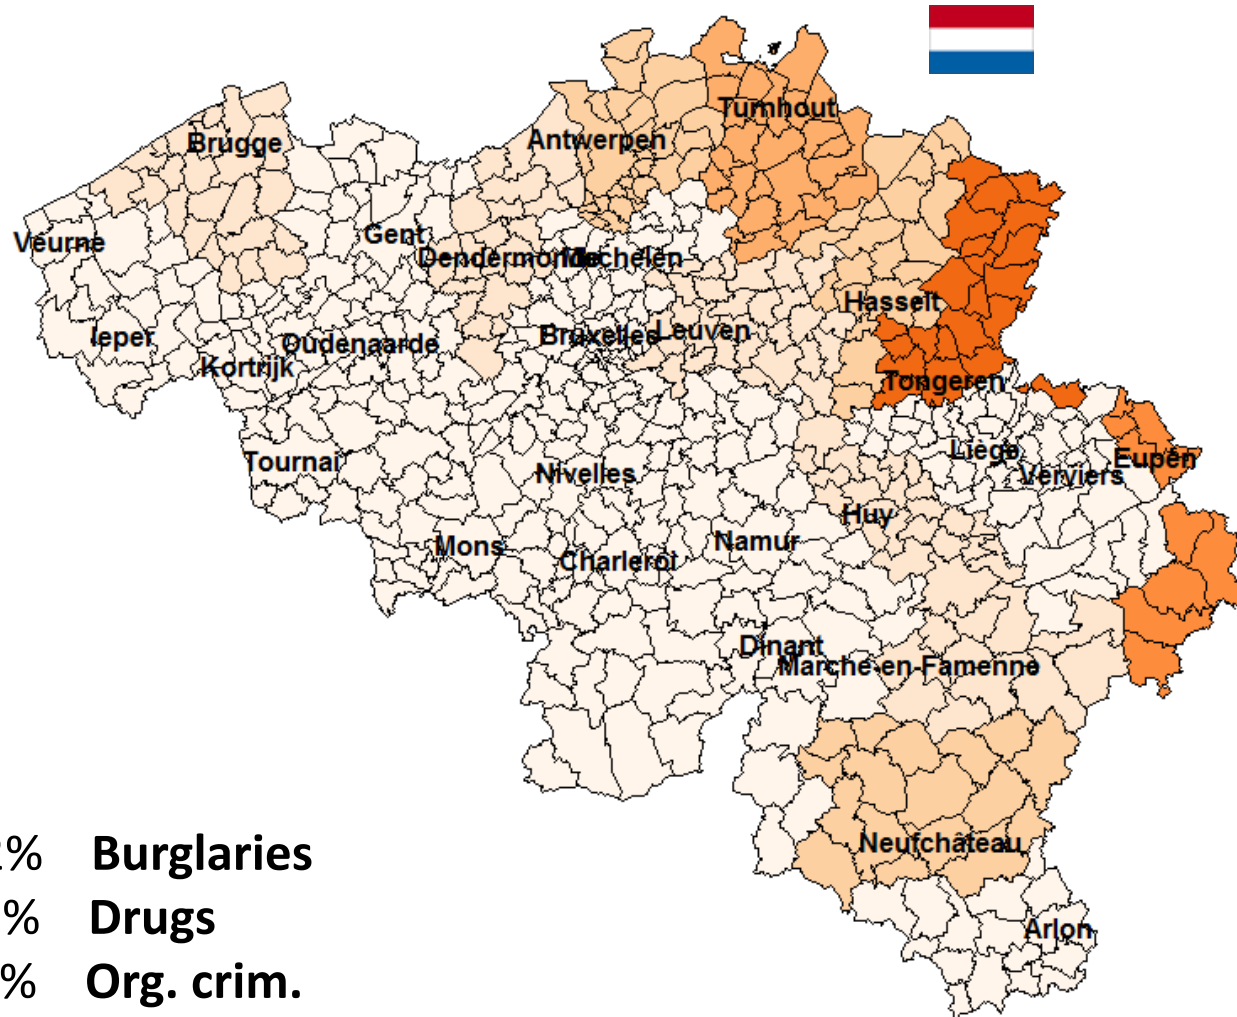 Turnhout
Antwerpen
Brugge
Gent
Veurne
Dendermonde
Mechelen
Hasselt
Ieper
Oudenaarde
Bruxelles
Leuven
Kortrijk
Tongeren
Tournai
Nivelles
Liège
Verviers
Eupen
Huy
Mons
Charleroi
Namur
Dinant
Marche-en-Famenne
Neufchâteau
Arlon
% Burglaries
% Drugs
% Org. crim.